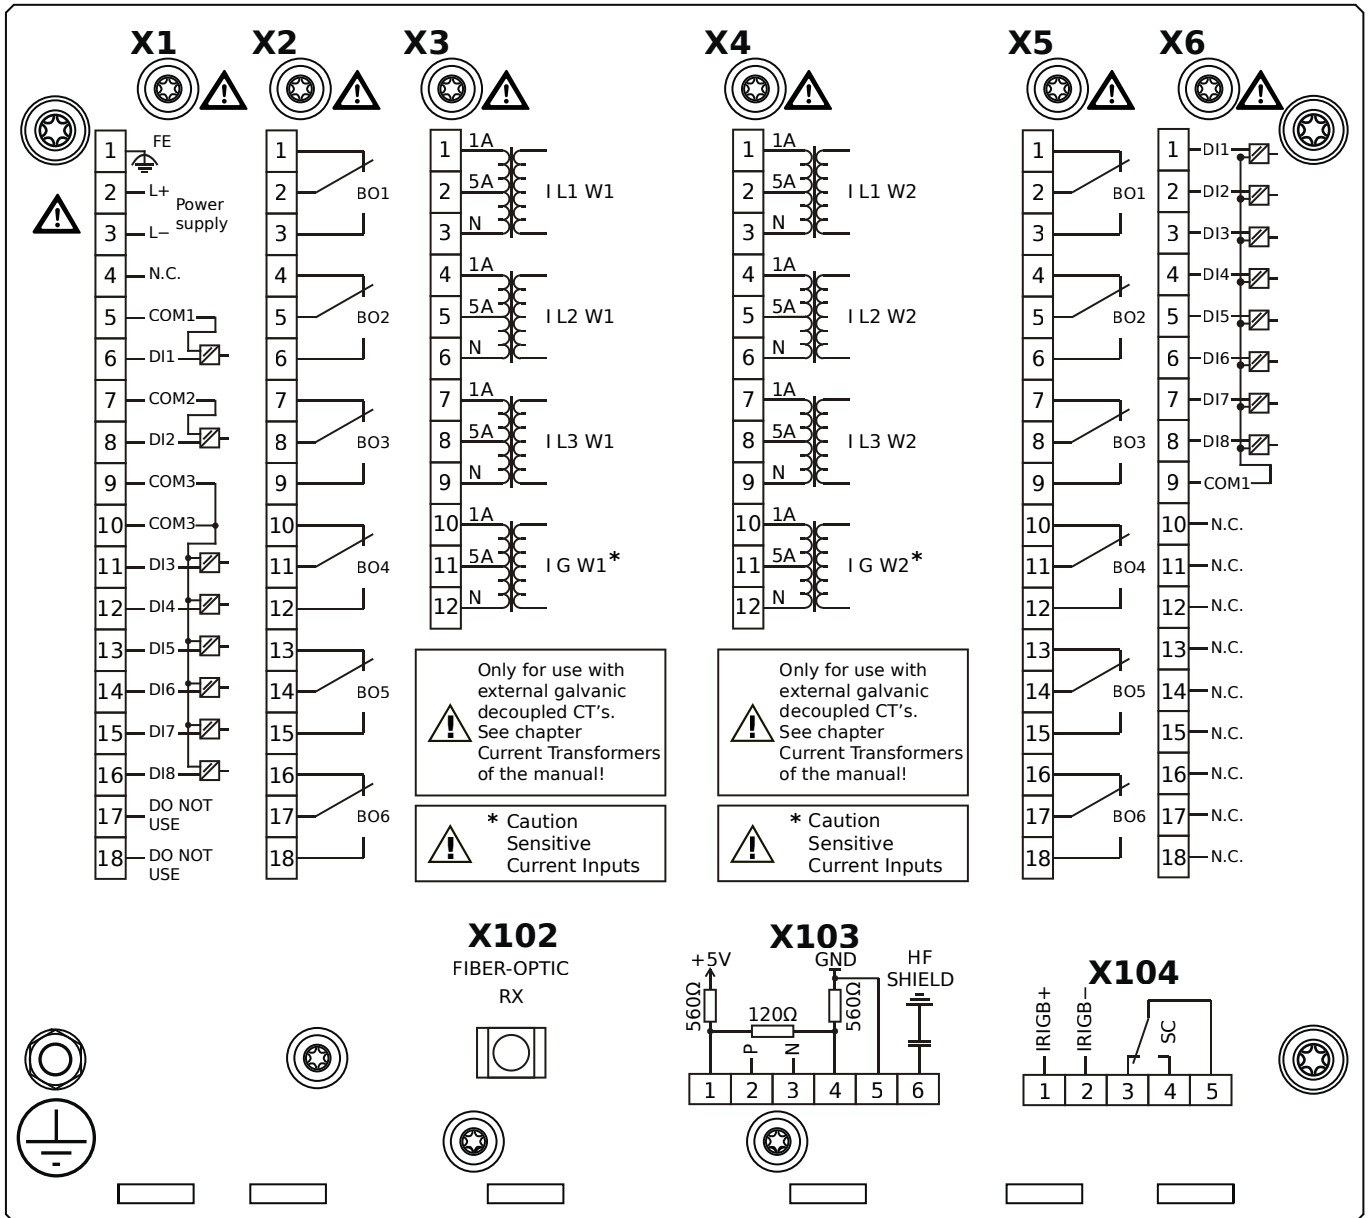 X1 X2 X3 X4 X5 X6
1 FE
2 L+
3 L−
Power
supply
4 N.C.
5 COM1
6 DI1
7 COM2
8 DI2
9 COM3
10 COM3
11 DI3
12 DI4
13 DI5
14 DI6
15 DI7
16 DI8
17 DO NOT
USE
18 DO NOT
USE
1
2 BO1
3
4
5 BO2
6
7
8 BO3
9
10
11 BO4
12
13
14 BO5
15
16
17 BO6
18
1 1A
2 5A I L1 W1
3 N
4 1A
5 5A I L2 W1
6 N
7 1A
8 5A I L3 W1
9 N
10 1A
11 5A I G W1*
12 N
Only for use with
external galvanic
decoupled CT's.
See chapter
Current Transformers
of the manual!
* Caution
Sensitive
Current Inputs
1 1A
2 5A I L1 W2
3 N
4 1A
5 5A I L2 W2
6 N
7 1A
8 5A I L3 W2
9 N
10 1A
11 5A I G W2*
12 N
Only for use with
external galvanic
decoupled CT's.
See chapter
Current Transformers
of the manual!
* Caution
Sensitive
Current Inputs
1
2 BO1
3
4
5 BO2
6
7
8 BO3
9
10
11 BO4
12
13
14 BO5
15
16
17 BO6
18
1 DI1
2 DI2
3 DI3
4 DI4
5 DI5
6 DI6
7 DI7
8 DI8
9 COM1
10 N.C.
11 N.C.
12 N.C.
13 N.C.
14 N.C.
15 N.C.
16 N.C.
17 N.C.
18 N.C.
X102
FIBER-OPTIC
RX
X103
+5V GND HF
SHIELD
560Ω 120Ω 560Ω
P N
1 2 3 4 5 6
X104
IRIGB+ IRIGB− SC
1 2 3 4 5